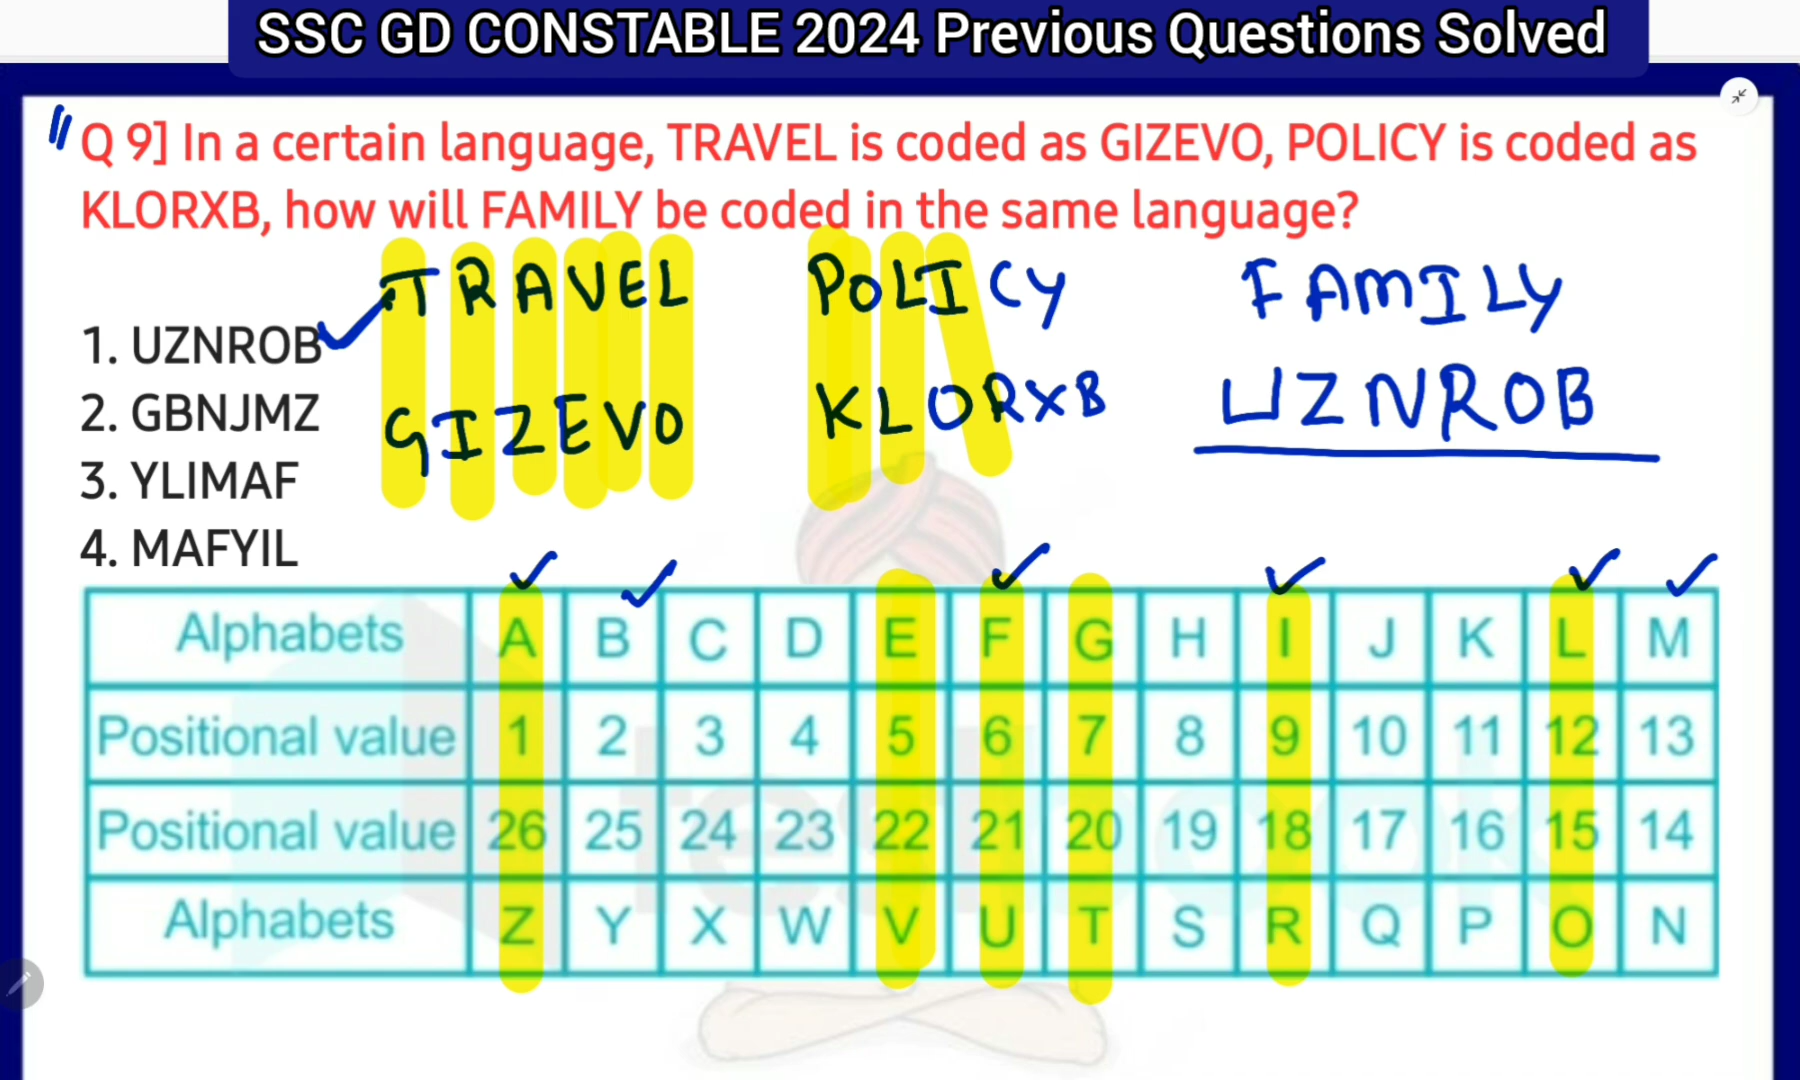 SSC GD CONSTABLE 2024 Previous Questions Solved
Q 9] In a certain language, TRAVEL is coded as GIZEVO, POLICY is coded as
KLORXB, how will FAMILY be coded in the same language?
TRAVEL POLICY FAMILY
1. UZNROB
GIZEVO KLORXB UZNROB
2. GBNJMZ
3. YLIMAF
4. MAFYIL
Alphabets A B C D E F G H I J K L M
Positional value 1 2 3 4 5 6 7 8 9 10 11 12 13
Positional value 26 25 24 23 22 21 20 19 18 17 16 15 14
Alphabets Z Y X W V U T S R Q P O N